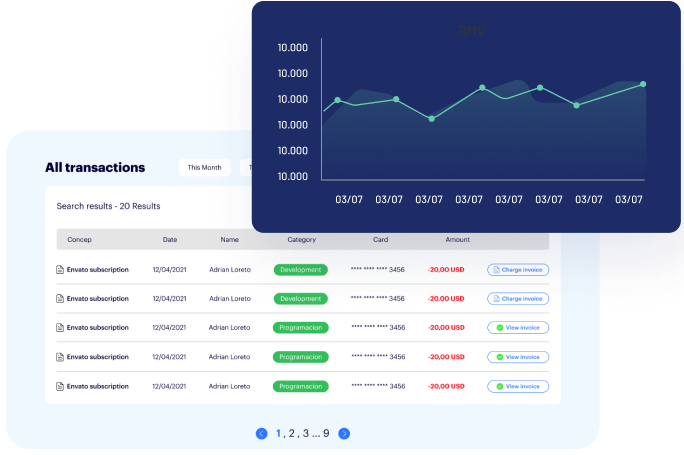 GMV
10.000
10.000
10.000
10.000
10.000
10.000
03/07 03/07 03/07 03/07 03/07 03/07 03/07 03/07
All transactions
This Month
Search results - 20 Results
Concep Date Name Category Card Amount
Envato subscription 12/04/2021 Adrian Loreto Development **** **** **** 3456 -20,00 USD Charge invoice
Envato subscription 12/04/2021 Adrian Loreto Development **** **** **** 3456 -20,00 USD Charge invoice
Envato subscription 12/04/2021 Adrian Loreto Programacion **** **** **** 3456 -20,00 USD View invoice
Envato subscription 12/04/2021 Adrian Loreto Programacion **** **** **** 3456 -20,00 USD View invoice
Envato subscription 12/04/2021 Adrian Loreto Programacion **** **** **** 3456 -20,00 USD View invoice
1 , 2 , 3 ... 9